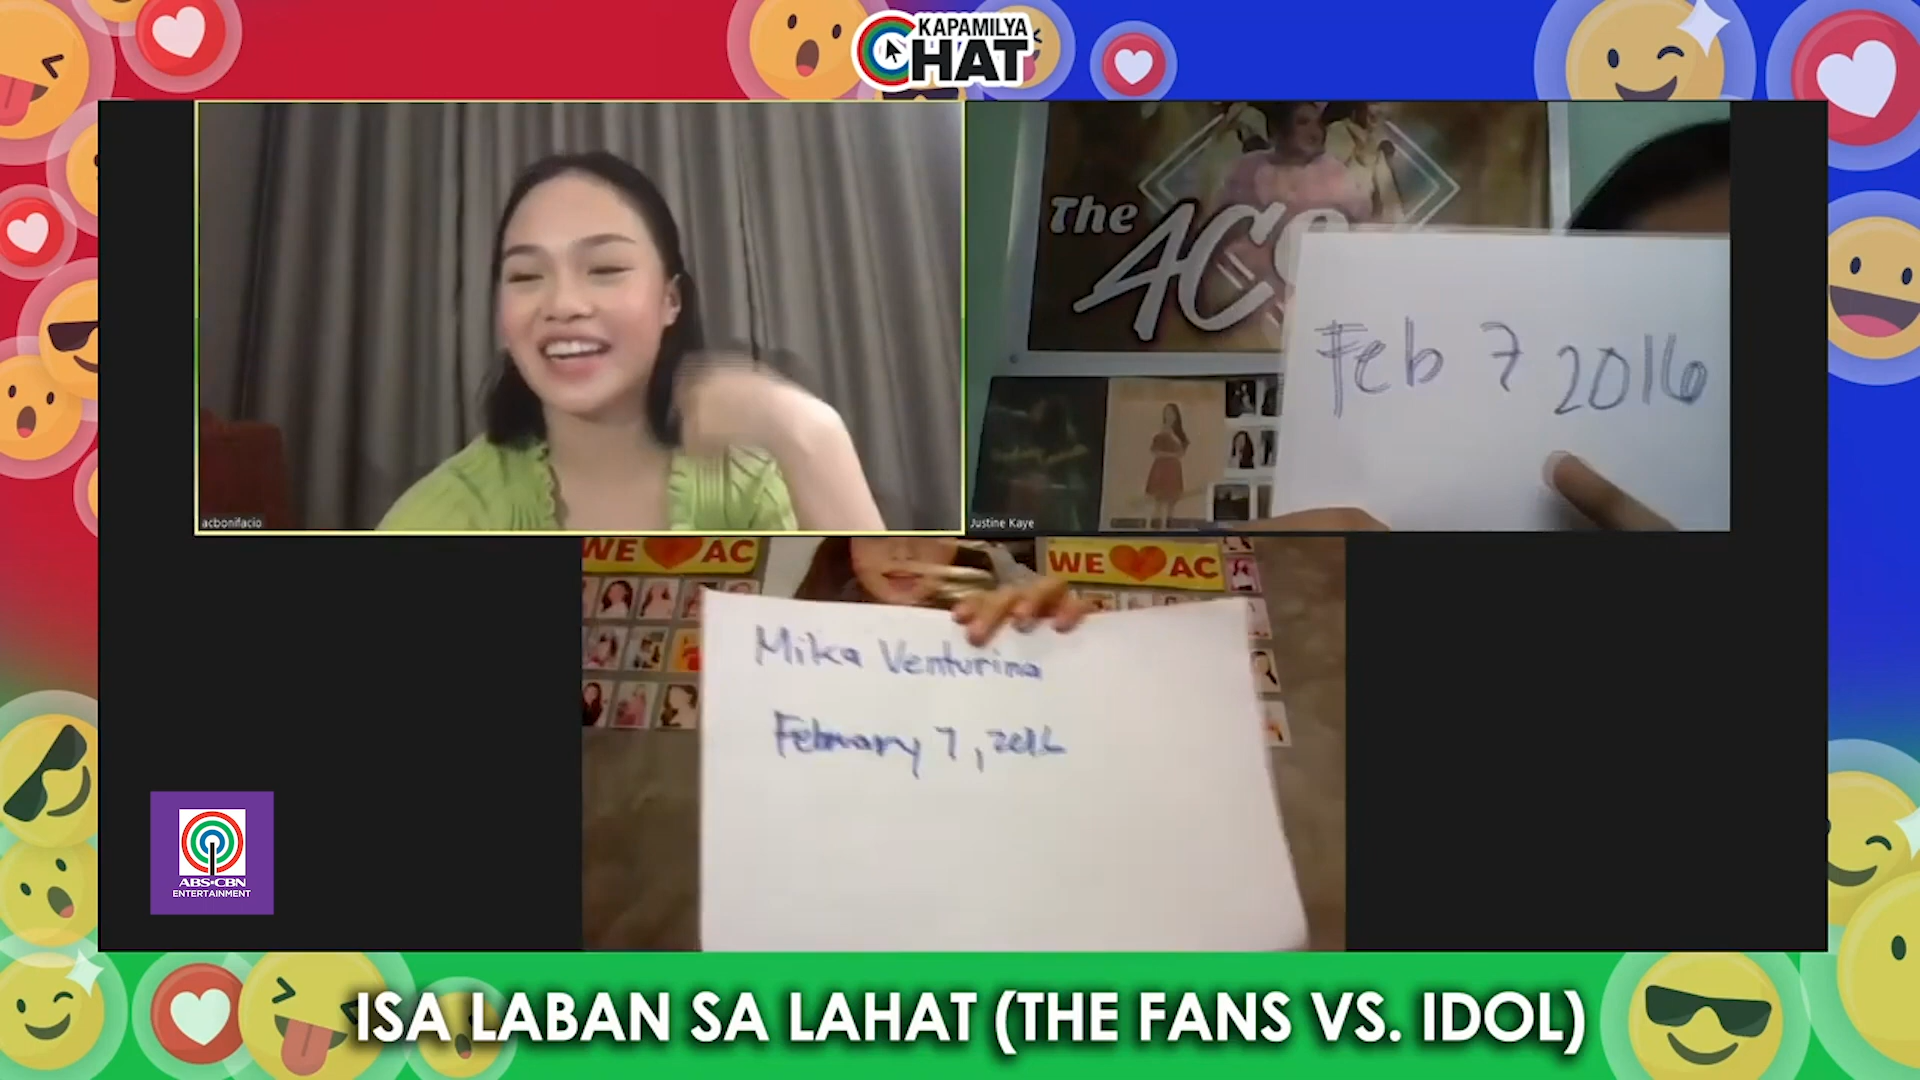 KAPAMILYA
CHAT
The
Feb 7 2016
acbonifacio
Justine Kaye
WE AC
WE AC
Mika Venturina
February 7, 2016
ABS-CBN
ENTERTAINMENT
ISA LABAN SA LAHAT (THE FANS VS. IDOL)